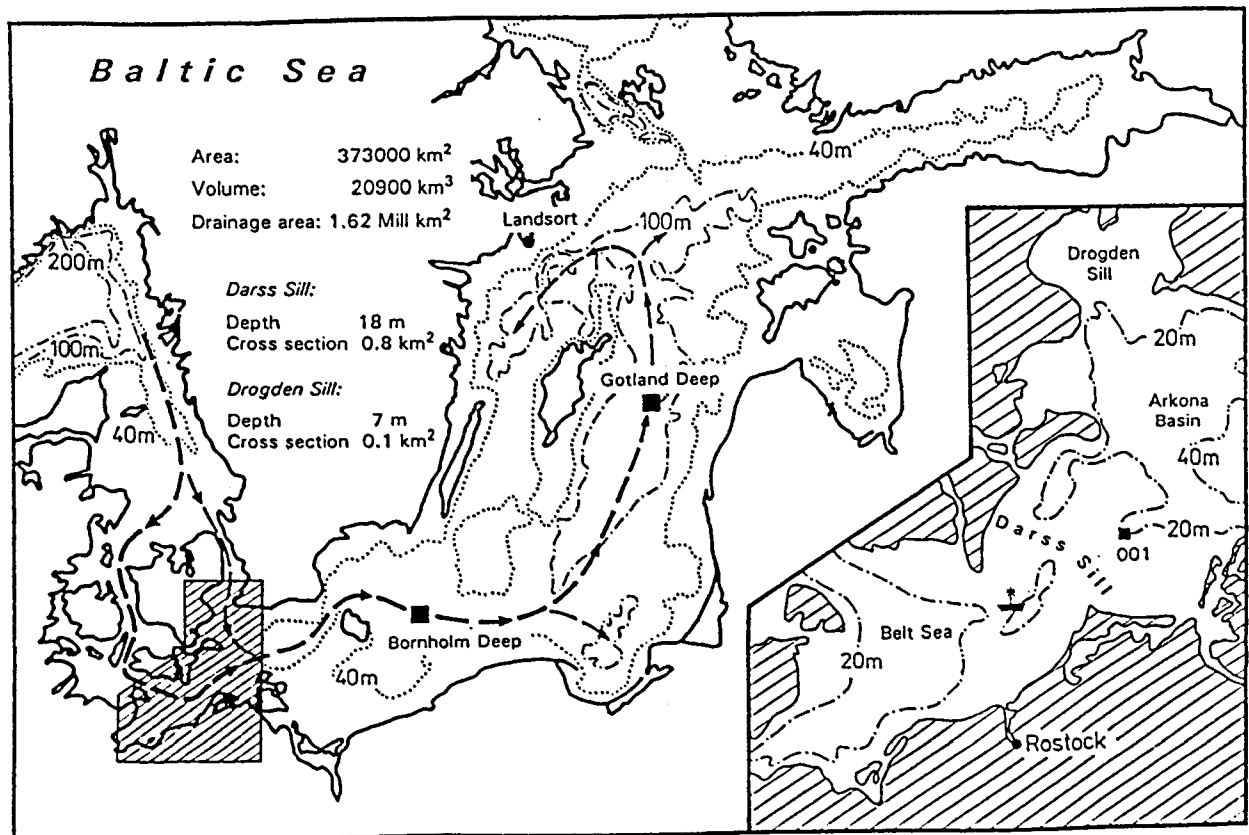 Baltic Sea
Area: 373000 km²
Volume: 20900 km³
Drainage area: 1.62 Mill km²
Darss Sill:
Depth 18 m
Cross section 0.8 km²
Drogden Sill:
Depth 7 m
Cross section 0.1 km²
200m
100m
40m
Landsort
100m
40m
Gotland Deep
Bornholm Deep
40m
Drogden
Sill
20m
Arkona
Basin
40m
20m
001
Darss Sill
Belt Sea
20m
Rostock